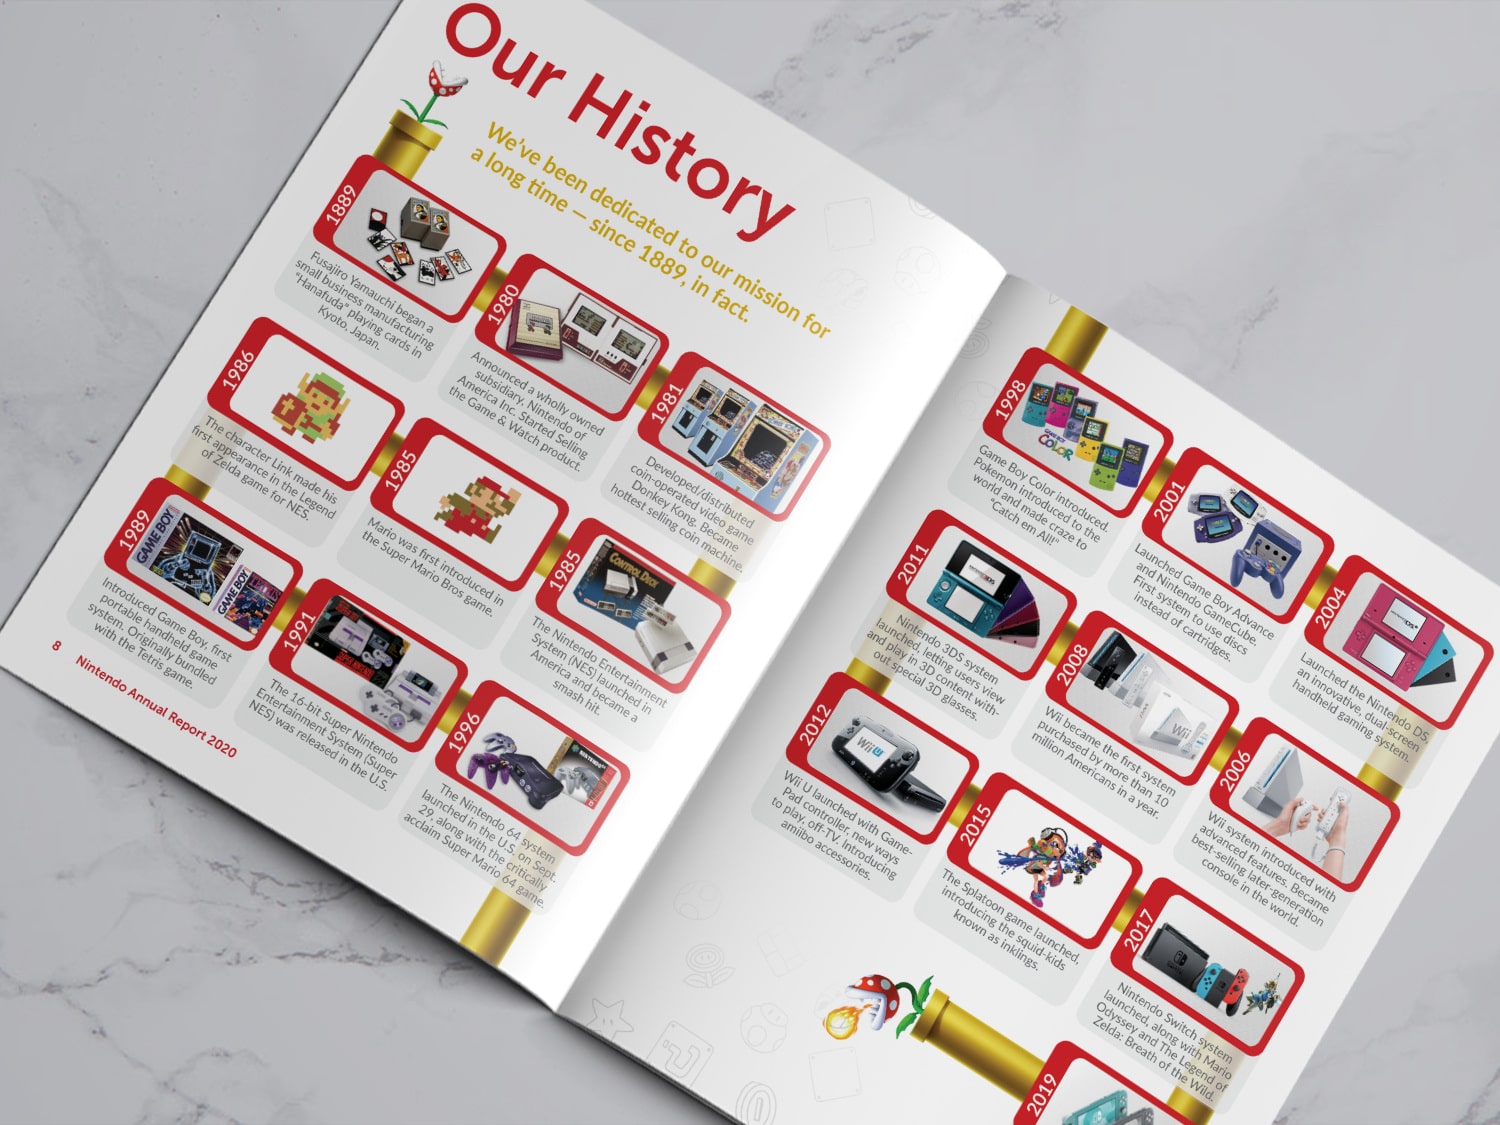 Our History
We've been dedicated to our mission for
a long time — since 1889, in fact.
1889
Fusajiro Yamauchi began a
small business manufacturing
"Hanafuda" playing cards in
Kyoto, Japan.
1980
Announced a wholly owned
subsidiary, Nintendo of
America Inc. Started Selling
the Game & Watch product.
1981
Developed/distributed
coin-operated video game
Donkey Kong. Became
hottest selling coin machine.
1986
The character Link made his
first appearance in the Legend
of Zelda game for NES.
1985
Mario was first introduced in
the Super Mario Bros game.
1985
CONTROL DECK
The Nintendo Entertainment
System (NES) launched in
America and became a
smash hit.
1989
GAME BOY
GAME BOY
Introduced Game Boy, first
portable handheld game
system. Originally bundled
with the Tetris game.
1991
The 16-bit Super Nintendo
Entertainment System (Super
NES) was released in the U.S.
1996
The Nintendo 64 system
launched in the U.S. on Sept.
29, along with the critically
acclaim Super Mario 64 game.
8 Nintendo Annual Report 2020
1998
GAME BOY
COLOR
Game Boy Color introduced.
Pokemon introduced to the
world and made craze to
"Catch em All!"
2001
Launched Game Boy Advance
and Nintendo GameCube.
First system to use discs
instead of cartridges.
2004
Launched the Nintendo DS,
an innovative, dual-screen
handheld gaming system.
2011
Nintendo 3DS system
launched, letting users view
and play in 3D content with-
out special 3D glasses.
2008
Wii
Wii became the first system
purchased by more than 10
million Americans in a year.
2006
Wii system introduced with
advanced features. Became
best-selling later-generation
console in the world.
2012
Wii U
Wii U launched with Game-
Pad controller, new ways
to play, off-TV. Introducing
amiibo accessories.
2015
The Splatoon game launched,
introducing the squid-kids
known as inklings.
2017
Nintendo Switch system
launched, along with Mario
Odyssey and The Legend of
Zelda: Breath of the Wild.
2019